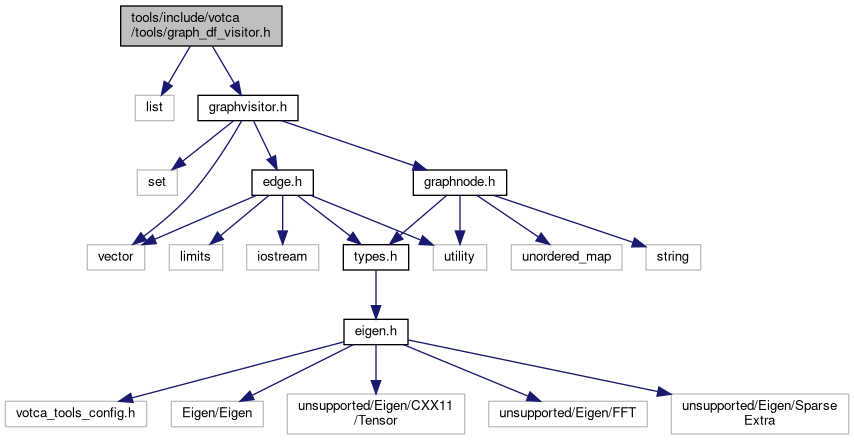 tools/include/votca
/tools/graph_df_visitor.h
list
graphvisitor.h
set
edge.h
graphnode.h
vector
limits
iostream
types.h
utility
unordered_map
string
eigen.h
votca_tools_config.h
Eigen/Eigen
unsupported/Eigen/CXX11
/Tensor
unsupported/Eigen/FFT
unsupported/Eigen/Sparse
Extra